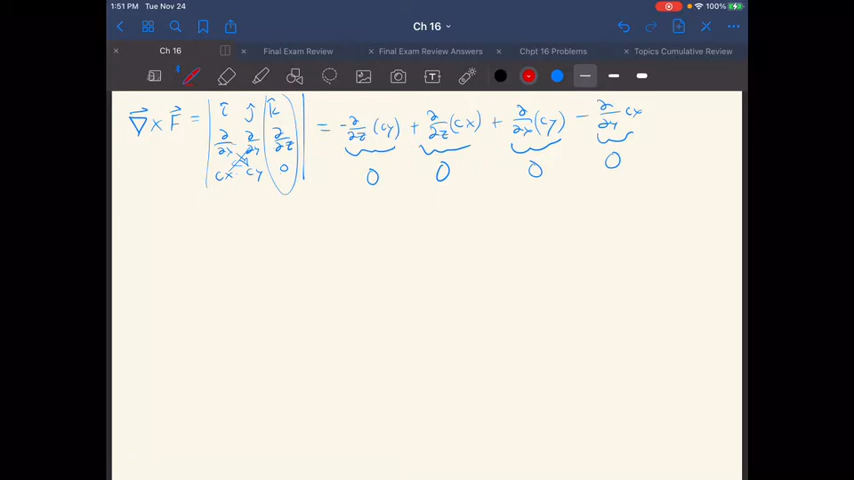 1:51 PM Tue Nov 24
100%
Ch 16
Ch 16 Final Exam Review Final Exam Review Answers Chpt 16 Problems Topics Cumulative Review
∇ x F = | î ĵ k̂ | = -∂/∂z (cy) + ∂/∂z (cx) + ∂/∂x (cy) - ∂/∂y cx
∂/∂x ∂/∂y ∂/∂z
cx cy 0
0 0 0 0